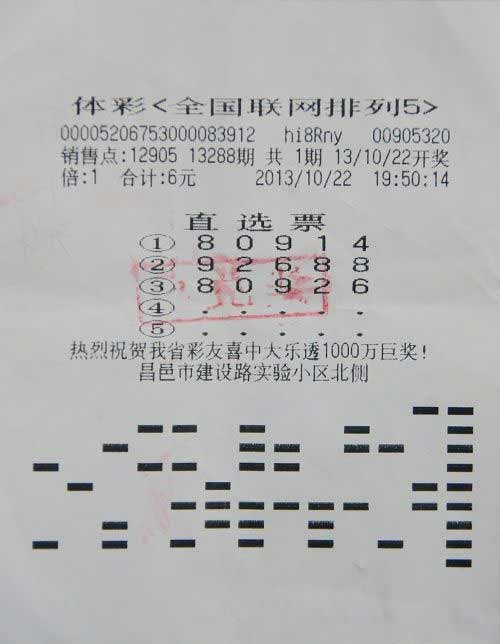 体彩<全国联网排列5>
00005206753000083912 hi8Rny 00905320
销售点:12905 13288期 共 1期 13/10/22开奖
倍:1 合计:6元 2013/10/22 19:50:14
直选票
① 8 0 9 1 4
② 9 2 6 8 8
③ 8 0 9 2 6
④ . . . . .
⑤ . . . . .
热烈祝贺我省彩友喜中大乐透1000万巨奖!
昌邑市建设路实验小区北侧